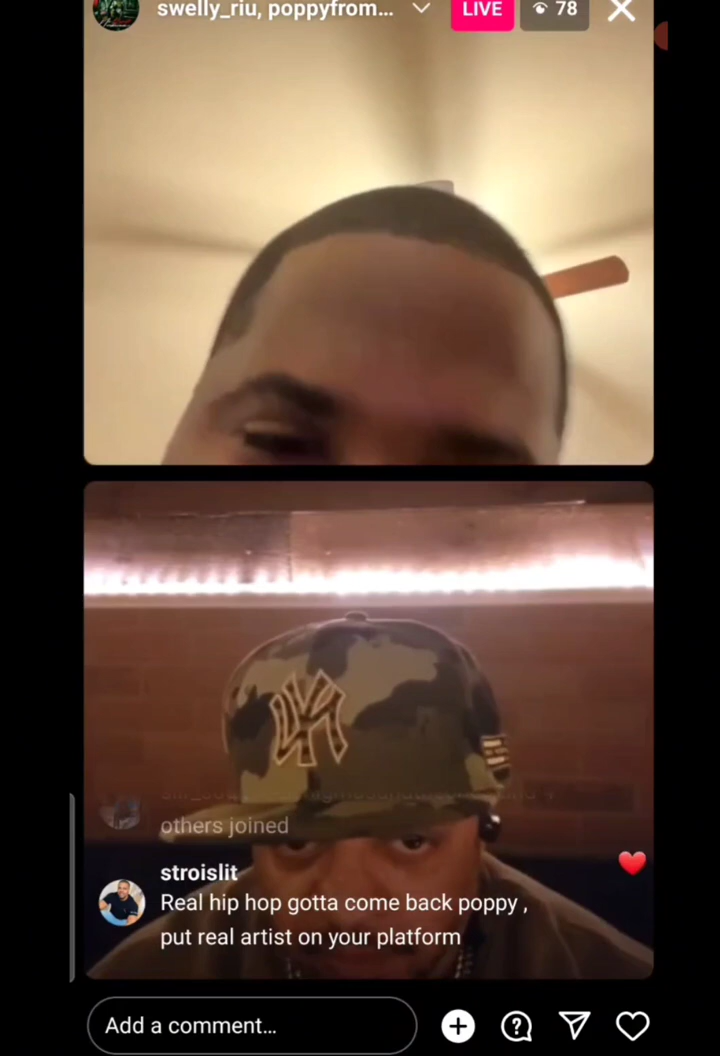 swelly_riu, poppyfrom...
LIVE
78
NY
others joined
stroislit
Real hip hop gotta come back poppy ,
put real artist on your platform
Add a comment...